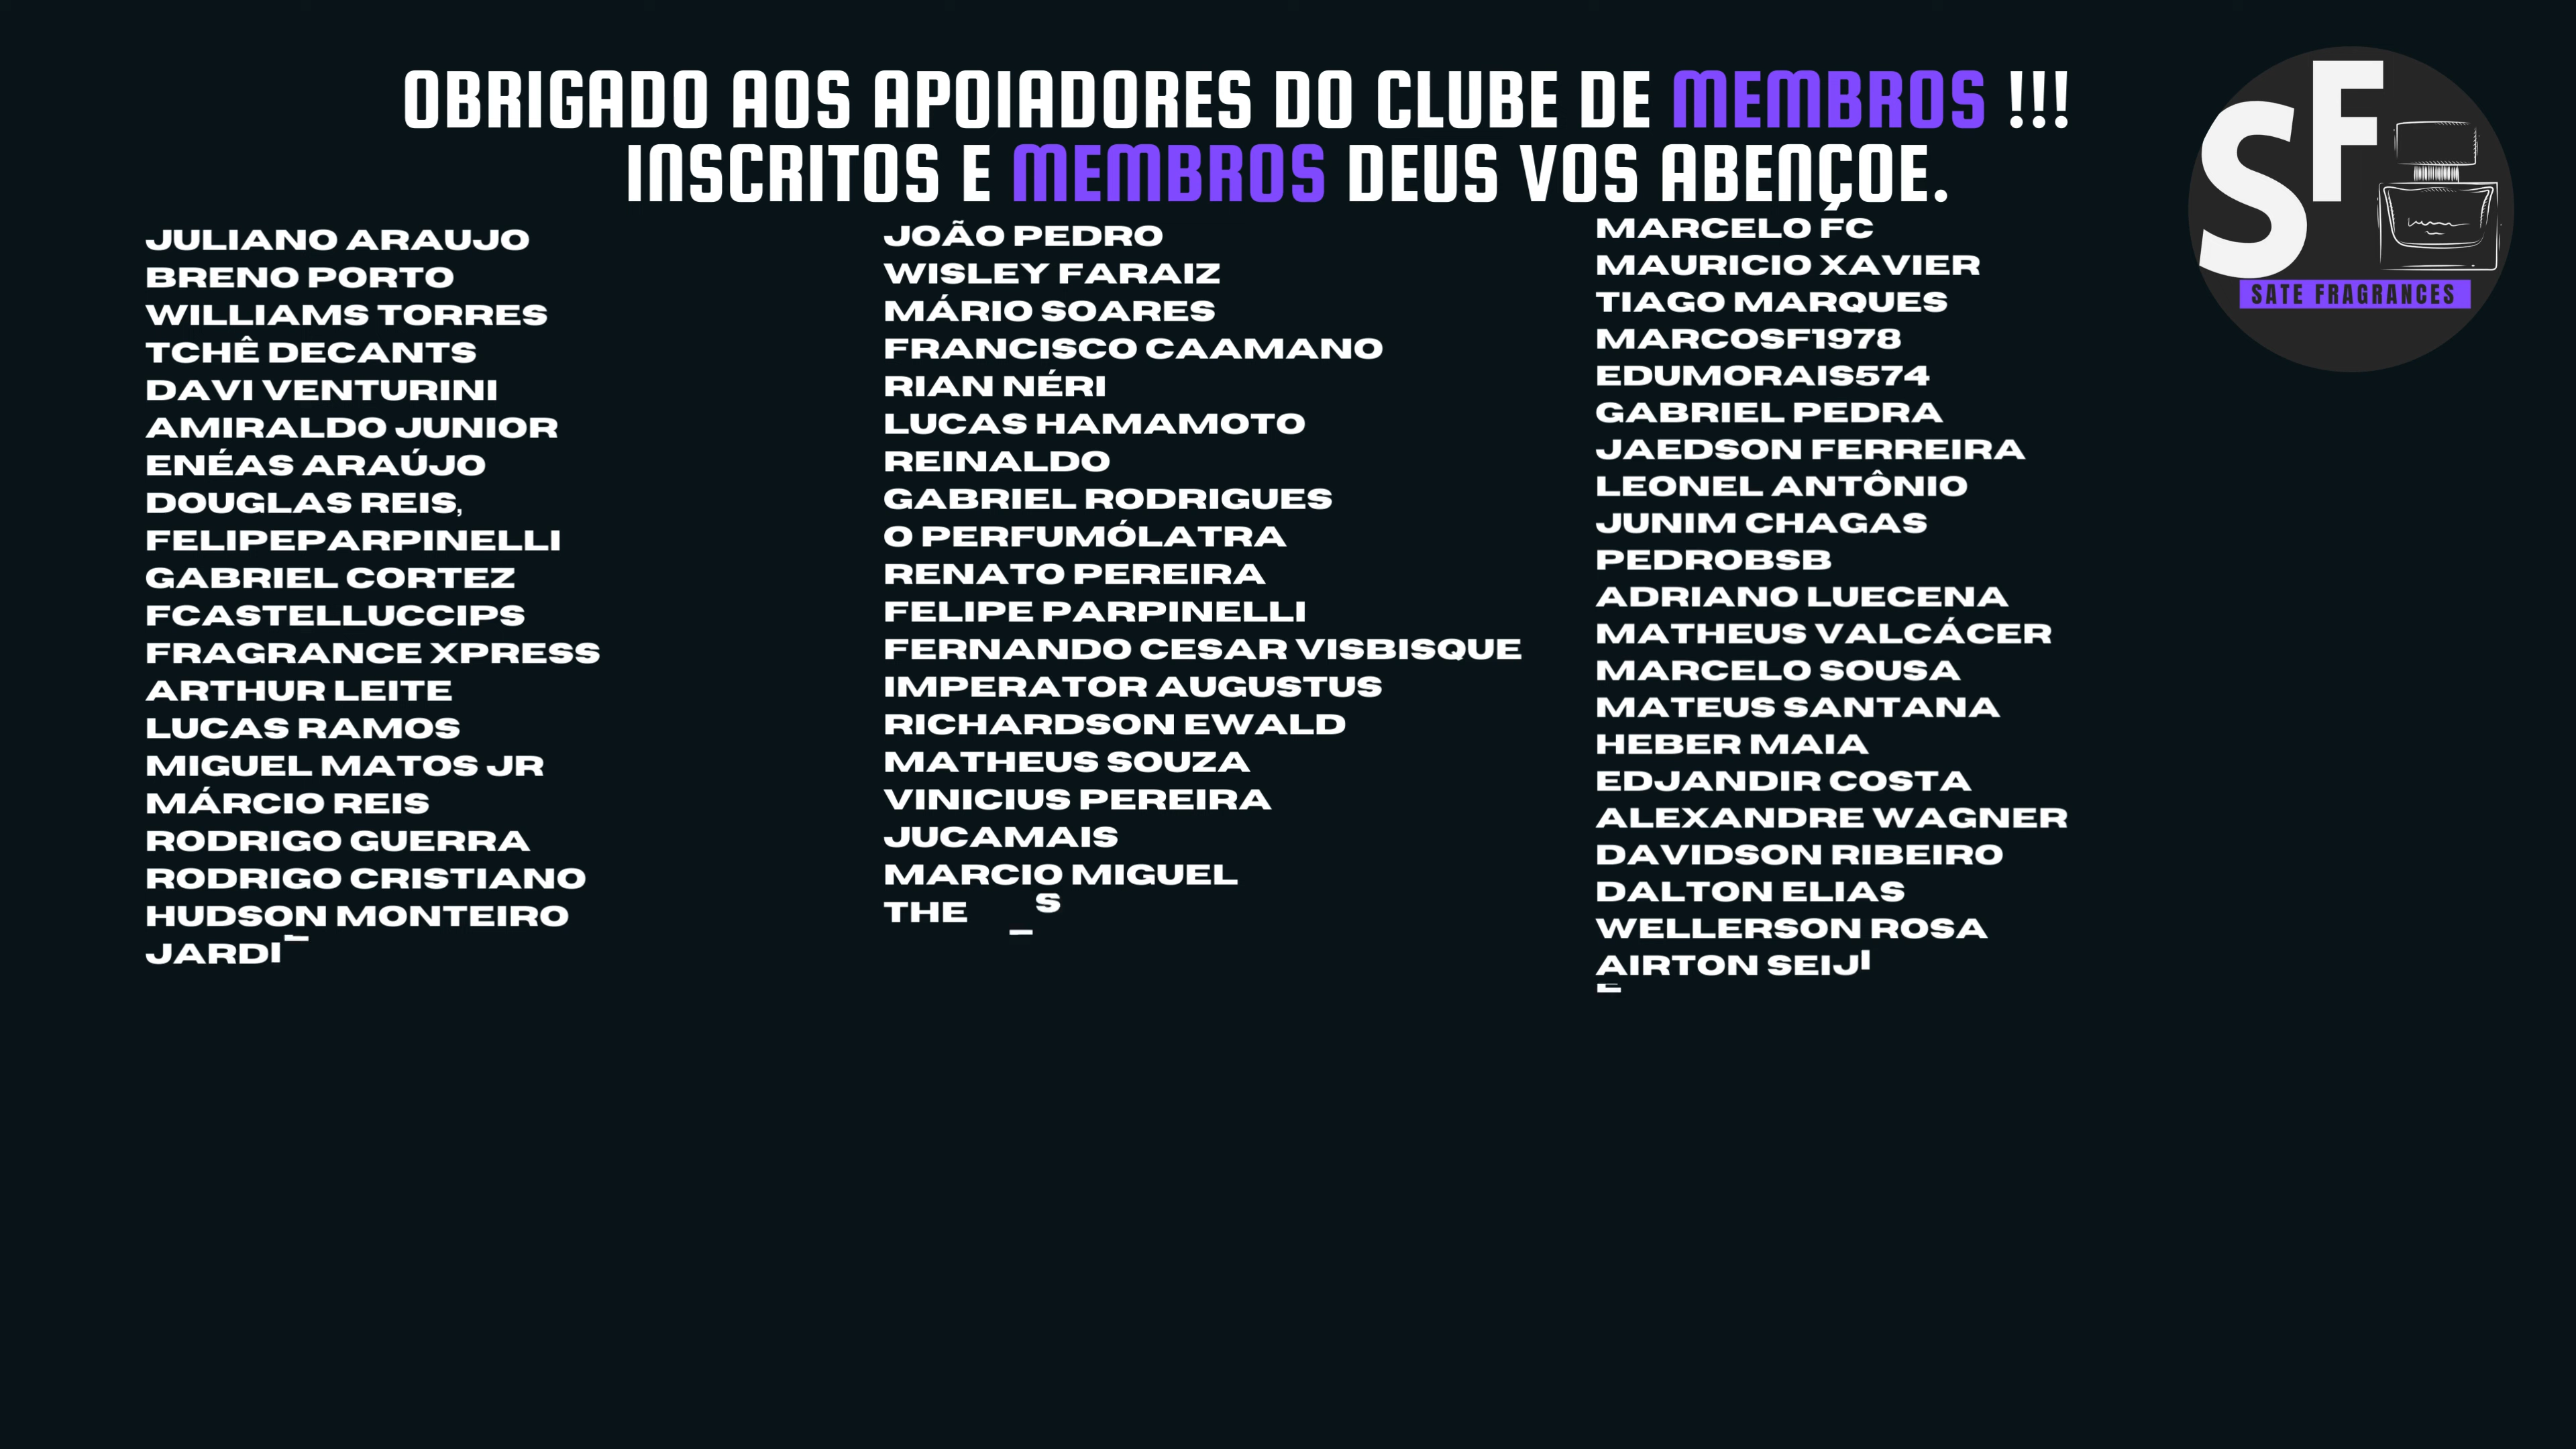 OBRIGADO AOS APOIADORES DO CLUBE DE MEMBROS !!!
INSCRITOS E MEMBROS DEUS VOS ABENÇOE.
SF
SATE FRAGRANCES
JULIANO ARAUJO
BRENO PORTO
WILLIAMS TORRES
TCHÊ DECANTS
DAVI VENTURINI
AMIRALDO JUNIOR
ENÉAS ARAÚJO
DOUGLAS REIS,
FELIPEPARPINELLI
GABRIEL CORTEZ
FCASTELLUCCIPS
FRAGRANCE XPRESS
ARTHUR LEITE
LUCAS RAMOS
MIGUEL MATOS JR
MÁRCIO REIS
RODRIGO GUERRA
RODRIGO CRISTIANO
HUDSON MONTEIRO
JOÃO PEDRO
WISLEY FARAIZ
MÁRIO SOARES
FRANCISCO CAAMANO
RIAN NÉRI
LUCAS HAMAMOTO
REINALDO
GABRIEL RODRIGUES
O PERFUMÓLATRA
RENATO PEREIRA
FELIPE PARPINELLI
FERNANDO CESAR VISBISQUE
IMPERATOR AUGUSTUS
RICHARDSON EWALD
MATHEUS SOUZA
VINICIUS PEREIRA
JUCAMAIS
MARCIO MIGUEL
THE
MARCELO FC
MAURICIO XAVIER
TIAGO MARQUES
MARCOSF1978
EDUMORAIS574
GABRIEL PEDRA
JAEDSON FERREIRA
LEONEL ANTÔNIO
JUNIM CHAGAS
PEDROBSB
ADRIANO LUECENA
MATHEUS VALCÁCER
MARCELO SOUSA
MATEUS SANTANA
HEBER MAIA
EDJANDIR COSTA
ALEXANDRE WAGNER
DAVIDSON RIBEIRO
DALTON ELIAS
WELLERSON ROSA
AIRTON SEIJI